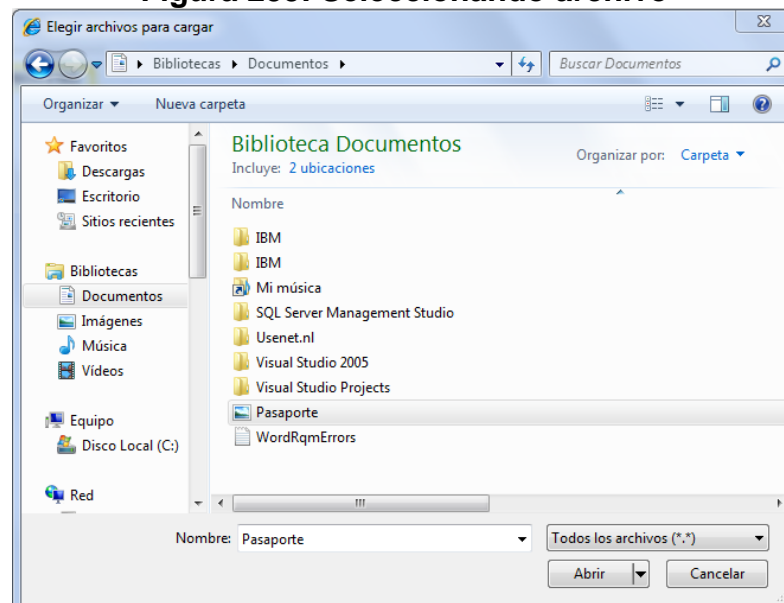 Elegir archivos para cargar
Bibliotecas Documentos
Buscar Documentos
Organizar Nueva carpeta
Favoritos
Descargas
Escritorio
Sitios recientes
Bibliotecas
Documentos
Imágenes
Música
Vídeos
Equipo
Disco Local (C:)
Red
Biblioteca Documentos
Incluye: 2 ubicaciones
Organizar por: Carpeta
Nombre
IBM
IBM
Mi música
SQL Server Management Studio
Usenet.nl
Visual Studio 2005
Visual Studio Projects
Pasaporte
WordRqmErrors
Nombre: Pasaporte
Todos los archivos (*.*)
Abrir Cancelar